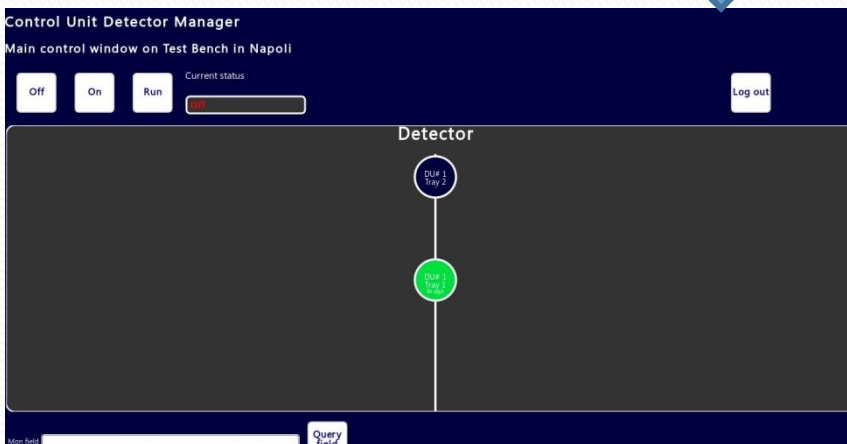 Control Unit Detector Manager
Main control window on Test Bench in Napoli
Off
On
Run
Current status
Off
Log out
Detector
DU# 1
Tray 2
DU# 1
Tray 1
Mon field
Query
field